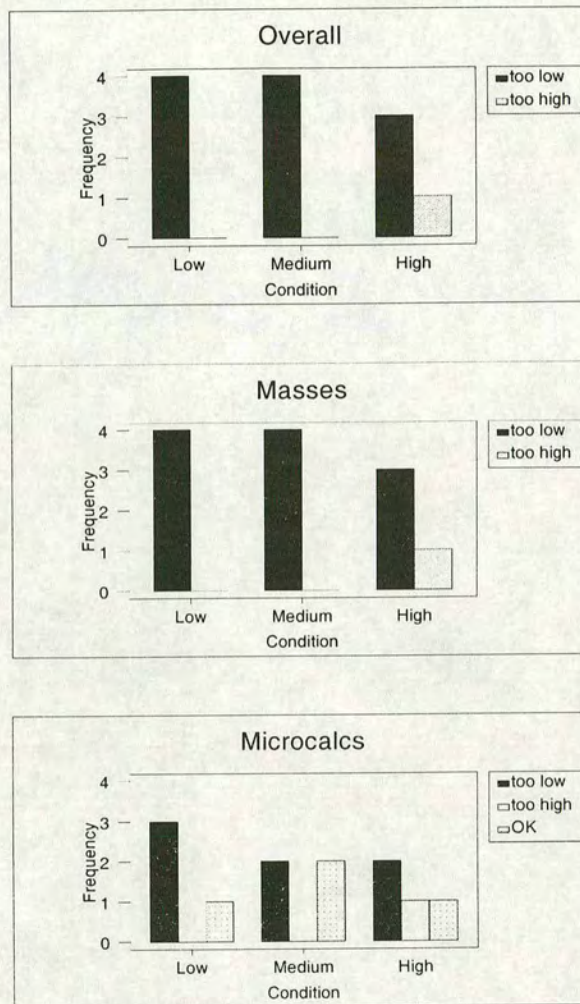 Overall
too low
too high
Frequency
4
3
2
1
0
Low Medium High
Condition
Masses
too low
too high
Frequency
4
3
2
1
0
Low Medium High
Condition
Microcalcs
too low
too high
OK
Frequency
4
3
2
1
0
Low Medium High
Condition